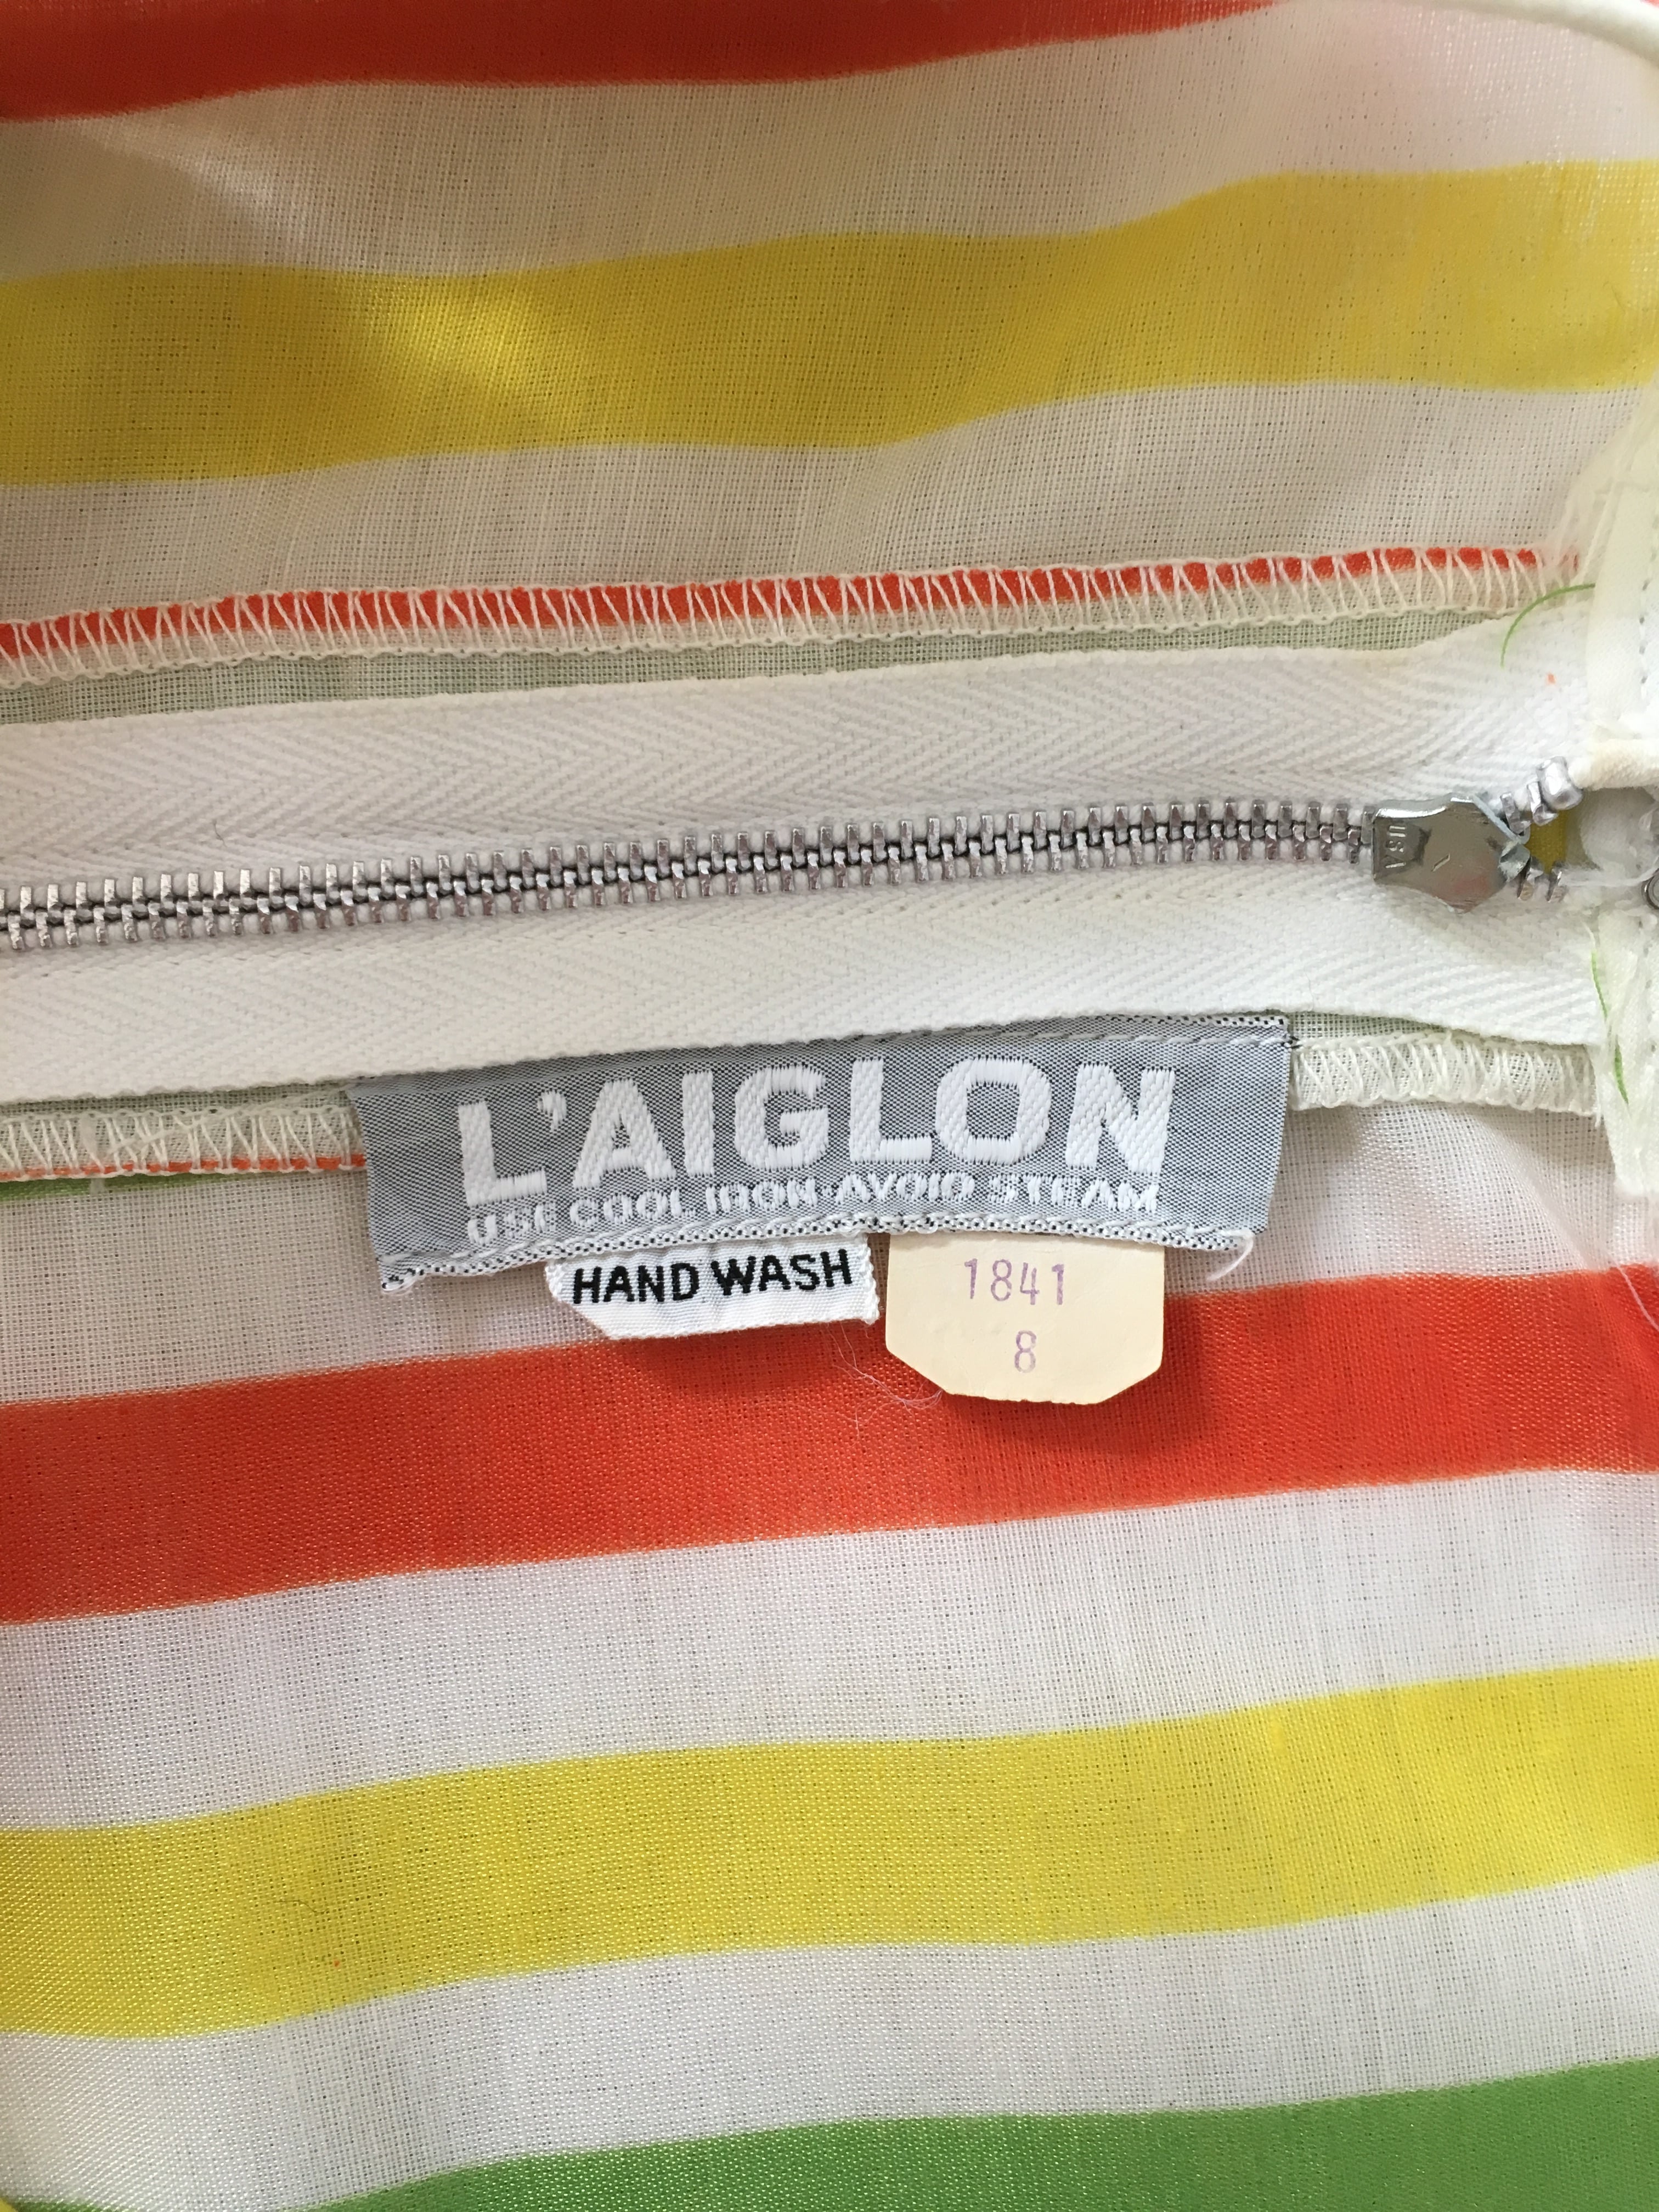 USA
L'AIGLON
USE COOL IRON·AVOID STEAM
HAND WASH
1841
8